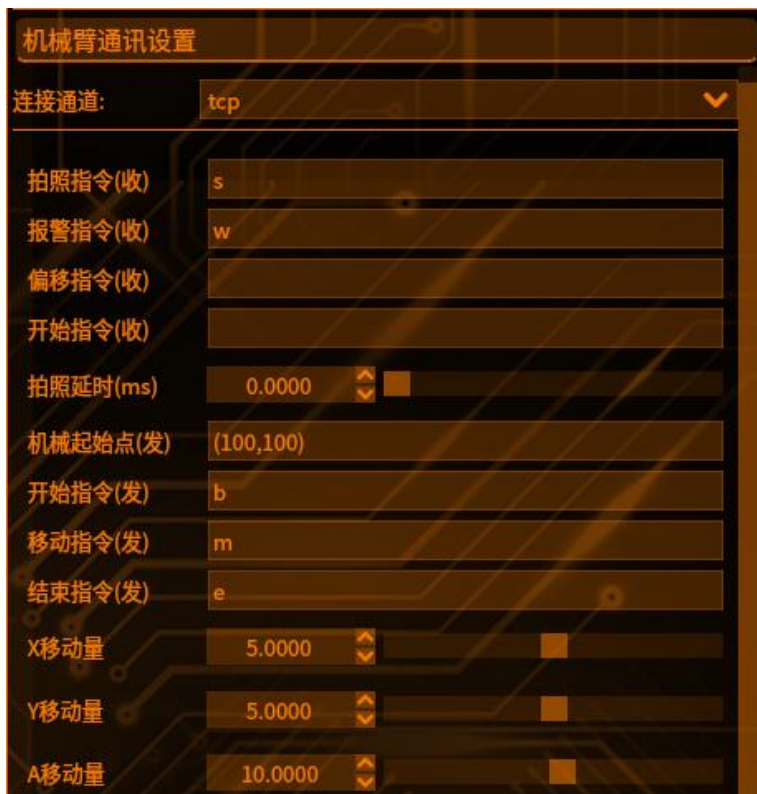 机械臂通讯设置
连接通道: tcp
拍照指令(收) s
报警指令(收) w
偏移指令(收)
开始指令(收)
拍照延时(ms) 0.0000
机械起始点(发) (100,100)
开始指令(发) b
移动指令(发) m
结束指令(发) e
X移动量 5.0000
Y移动量 5.0000
A移动量 10.0000